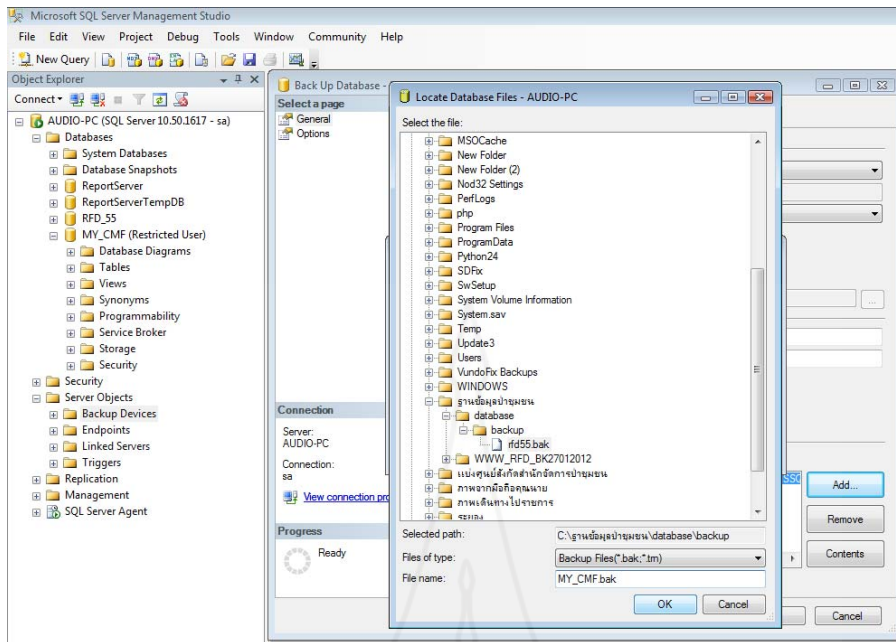 Microsoft SQL Server Management Studio
File Edit View Project Debug Tools Window Community Help
New Query
Object Explorer
Connect
AUDIO-PC (SQL Server 10.50.1617 - sa)
Databases
System Databases
Database Snapshots
ReportServer
ReportServerTempDB
RFD_55
MY_CMF (Restricted User)
Database Diagrams
Tables
Views
Synonyms
Programmability
Service Broker
Storage
Security
Security
Server Objects
Backup Devices
Endpoints
Linked Servers
Triggers
Replication
Management
SQL Server Agent
Back Up Database -
Select a page
General
Options
Connection
Server:
AUDIO-PC
Connection:
sa
View connection pro
Progress
Ready
Locate Database Files - AUDIO-PC
Select the file:
MSOCache
New Folder
New Folder (2)
Nod32 Settings
PerfLogs
php
Program Files
ProgramData
Python24
SDFix
SwSetup
System Volume Information
System.sav
Temp
Update3
Users
VundoFix Backups
WINDOWS
ฐานข้อมูลป่าชุมชน
database
backup
rfd55.bak
WWW_RFD_BK27012012
แบ่งศูนย์สังกัดสำนักจัดการป่าชุมชน
ภาพจากมือถือคุณนาย
ภาพเดินทางไปราชการ
ระยอง
Selected path:
C:\ฐานข้อมูลป่าชุมชน\database\backup
Files of type:
Backup Files(*.bak;*.trn)
File name:
MY_CMF.bak
OK
Cancel
...
Add...
Remove
Contents
Cancel